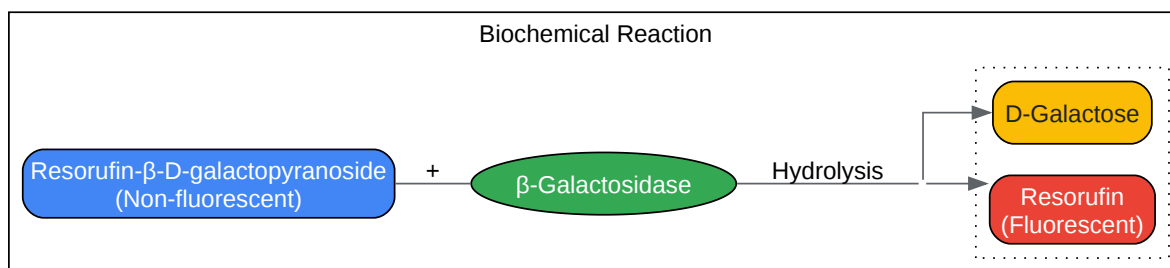 Biochemical Reaction
Resorufin-β-D-galactopyranoside
(Non-fluorescent)
+
β-Galactosidase
Hydrolysis
D-Galactose
Resorufin
(Fluorescent)